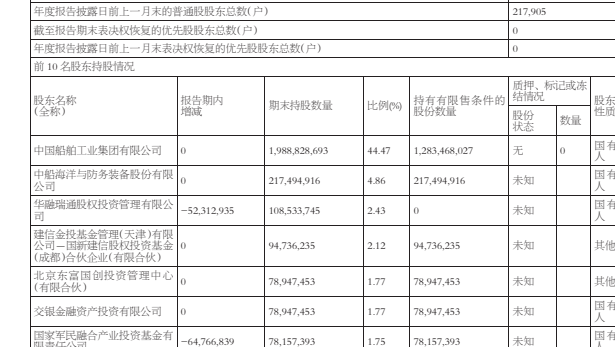 年度报告披露日前上一月末的普通股股东总数(户) 217,905
截至报告期末表决权恢复的优先股股东总数(户) 0
年度报告披露日前上一月末表决权恢复的优先股股东总数(户) 0
前 10 名股东持股情况
股东名称
(全称)
报告期内
增减
期末持股数量
比例(%)
持有有限售条件的
股份数量
质押、标记或冻
结情况
股份
状态
数量
股东
性质
中国船舶工业集团有限公司 0 1,988,828,693 44.47 1,283,468,027 无 0 国有
人
中船海洋与防务装备股份有限
公司 0 217,494,916 4.86 217,494,916 未知 国有
人
华融瑞通股权投资管理有限公
司 −52,312,935 108,533,745 2.43 0 未知 国有
人
建信金投基金管理(天津)有限
公司—国新建信股权投资基金
(成都)合伙企业(有限合伙) 0 94,736,235 2.12 94,736,235 未知 其他
北京东富国创投资管理中心
(有限合伙) 0 78,947,453 1.77 78,947,453 未知 其他
交银金融资产投资有限公司 0 78,947,453 1.77 78,947,453 未知 国有
人
国家军民融合产业投资基金有
限责任公司 −64,766,839 78,157,393 1.75 78,157,393 未知 国有
人